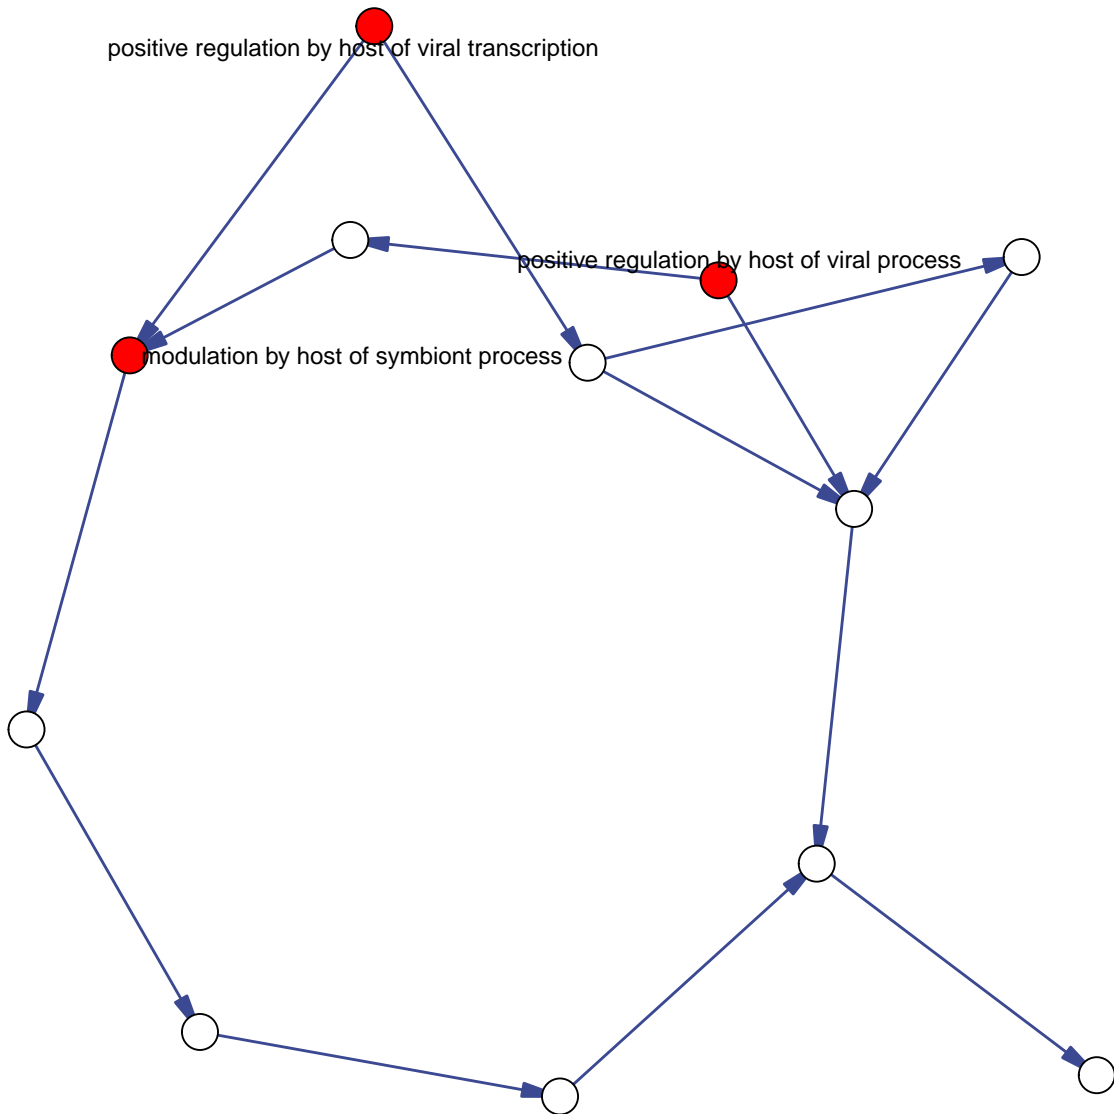 positive regulation by host of viral transcription
positive regulation by host of viral process
modulation by host of symbiont process